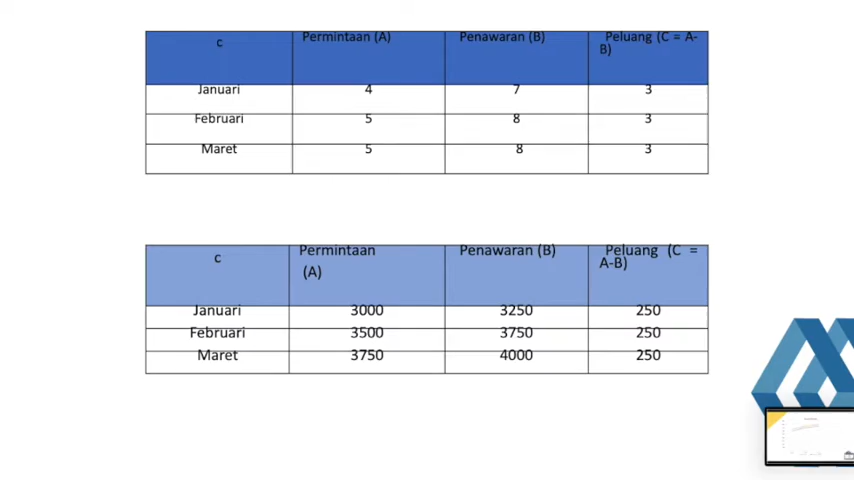 c Permintaan (A) Penawaran (B) Peluang (C = A-
B)
Januari 4 7 3
Februari 5 8 3
Maret 5 8 3
c Permintaan Penawaran (B) Peluang (C =
(A) A-B)
Januari 3000 3250 250
Februari 3500 3750 250
Maret 3750 4000 250